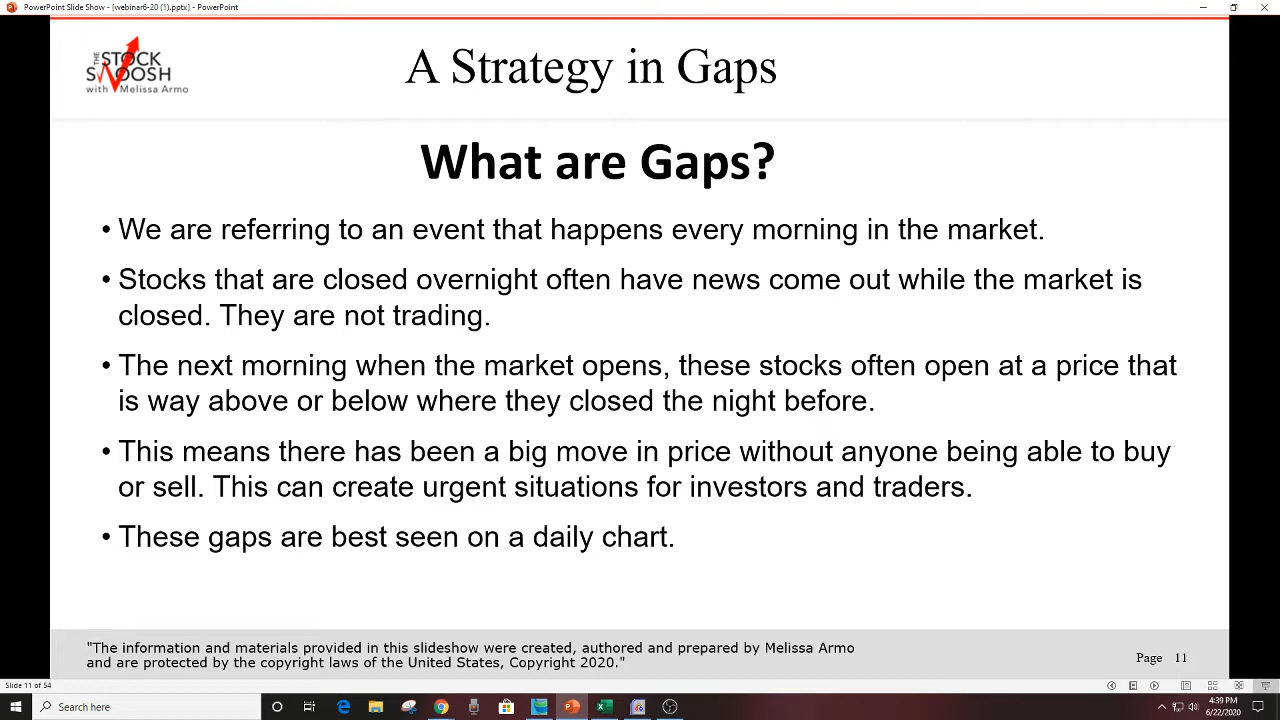 PowerPoint Slide Show - [webinar6-20 (1).pptx] - PowerPoint
THE
STOCK
SWOOSH
with Melissa Armo
A Strategy in Gaps
What are Gaps?
• We are referring to an event that happens every morning in the market.
• Stocks that are closed overnight often have news come out while the market is
closed. They are not trading.
• The next morning when the market opens, these stocks often open at a price that
is way above or below where they closed the night before.
• This means there has been a big move in price without anyone being able to buy
or sell. This can create urgent situations for investors and traders.
• These gaps are best seen on a daily chart.
"The information and materials provided in this slideshow were created, authored and prepared by Melissa Armo
and are protected by the copyright laws of the United States, Copyright 2020."
Page 11
Slide 11 of 54
Search here
4:39 PM
6/22/2020